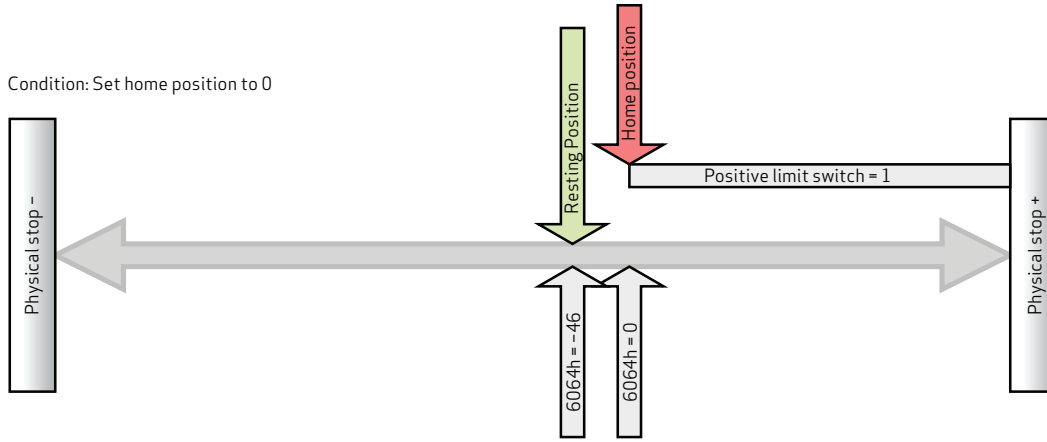 Condition: Set home position to 0
Physical stop –
Resting Position
Home position
Positive limit switch = 1
Physical stop +
6064h = –46
6064h = 0